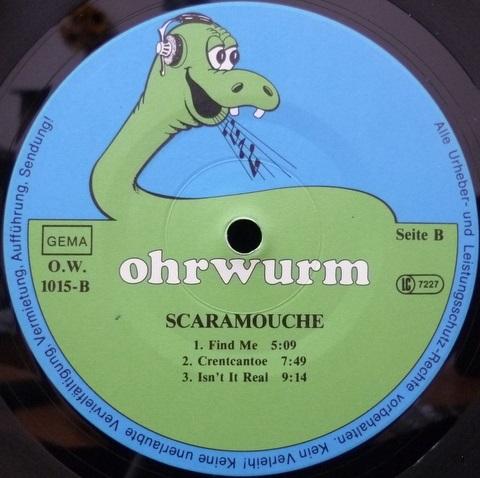 GEMA
O.W.
1015-B
Seite B
LC 7227
ohrwurm
SCARAMOUCHE
1. Find Me 5:09
2. Crentcantoe 7:49
3. Isn't It Real 9:14
Alle Urheber- und Leistungsschutz-Rechte vorbehalten. Kein Verleih! Keine unerlaubte Vervielfältigung, Vermietung, Aufführung, Sendung!